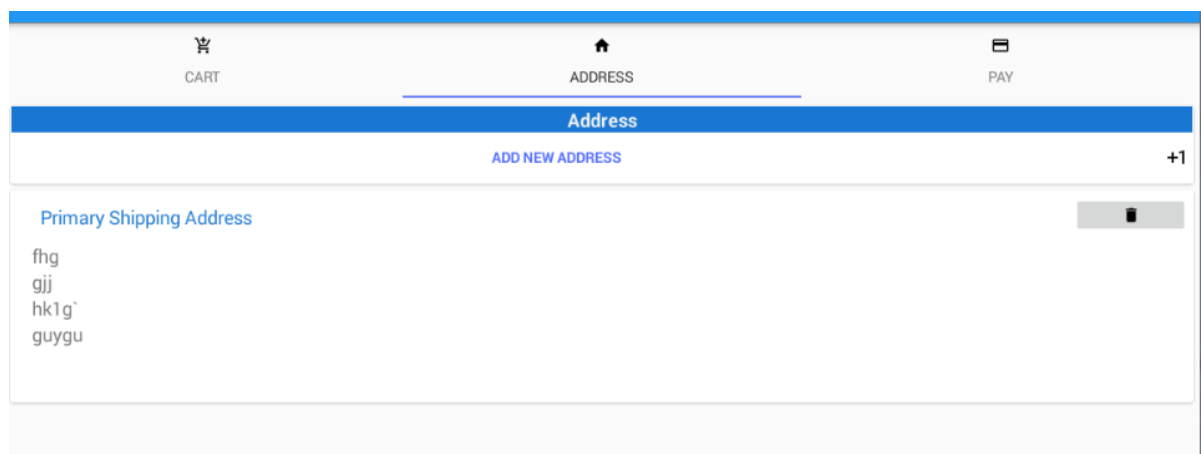 CART
ADDRESS
PAY
Address
ADD NEW ADDRESS
+1
Primary Shipping Address
fhg
gjj
hk1g`
guygu